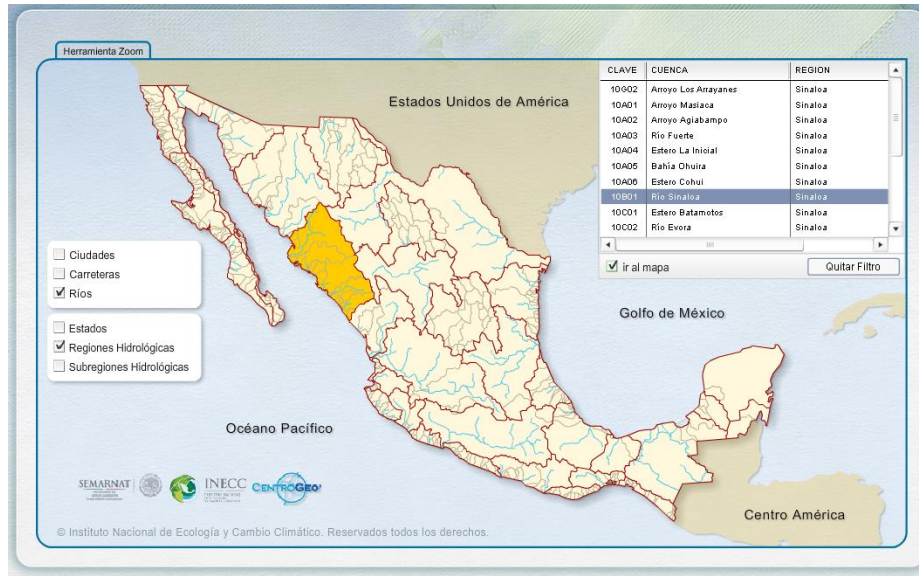 Herramienta Zoom
CLAVE CUENCA REGION
10G02 Arroyo Los Arrayanes Sinaloa
10A01 Arroyo Masiaca Sinaloa
10A02 Arroyo Agiabampo Sinaloa
10A03 Río Fuerte Sinaloa
10A04 Estero La Inicial Sinaloa
10A05 Bahía Ohuira Sinaloa
10A06 Estero Cohui Sinaloa
10B01 Río Sinaloa Sinaloa
10C01 Estero Batamotos Sinaloa
10C02 Río Evora Sinaloa
ir al mapa
Quitar Filtro
Estados Unidos de América
Ciudades
Carreteras
Ríos
Estados
Regiones Hidrológicas
Subregiones Hidrológicas
Golfo de México
Océano Pacífico
Centro América
SEMARNAT
INECC
CENTROGEO
© Instituto Nacional de Ecología y Cambio Climático. Reservados todos los derechos.